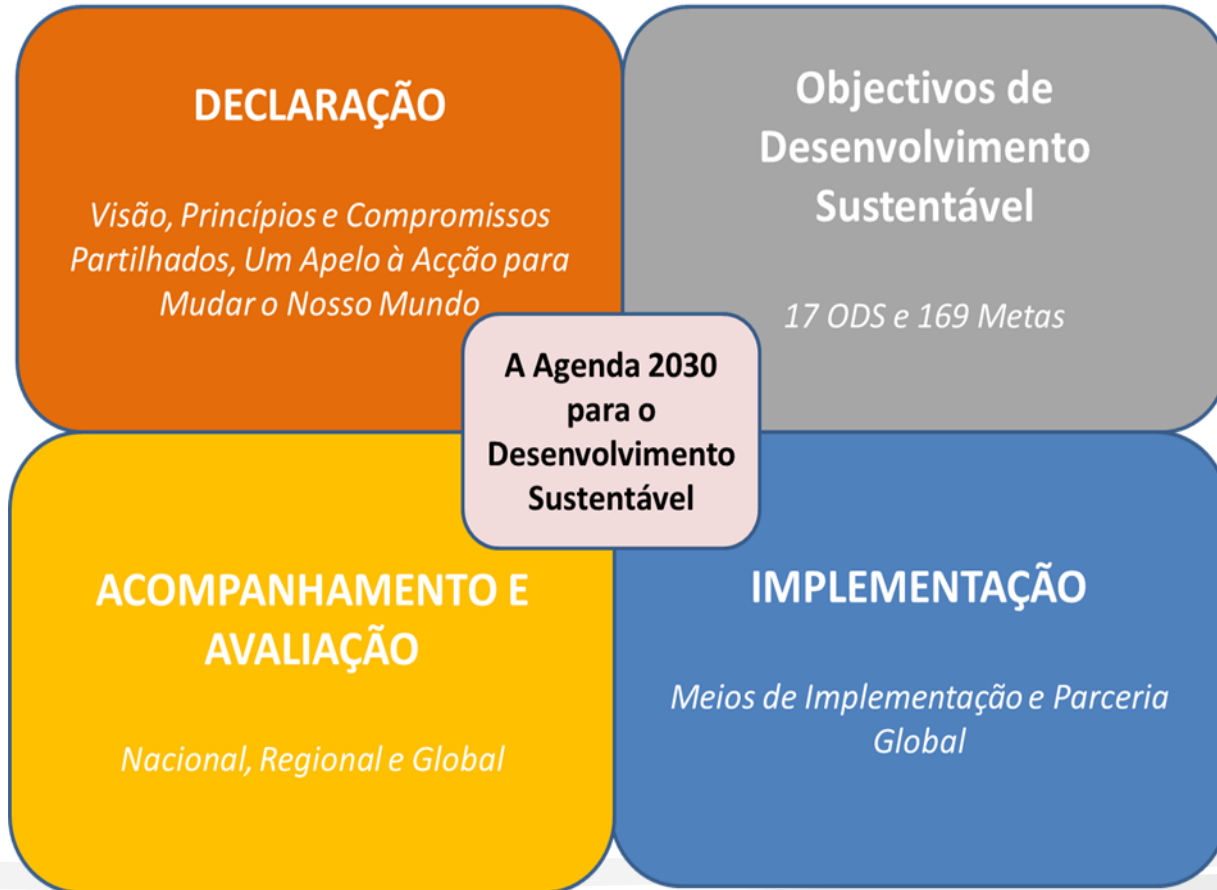 DECLARAÇÃO
Visão, Princípios e Compromissos
Partilhados, Um Apelo à Acção para
Mudar o Nosso Mundo
Objectivos de
Desenvolvimento
Sustentável
17 ODS e 169 Metas
A Agenda 2030
para o
Desenvolvimento
Sustentável
ACOMPANHAMENTO E
AVALIAÇÃO
Nacional, Regional e Global
IMPLEMENTAÇÃO
Meios de Implementação e Parceria
Global